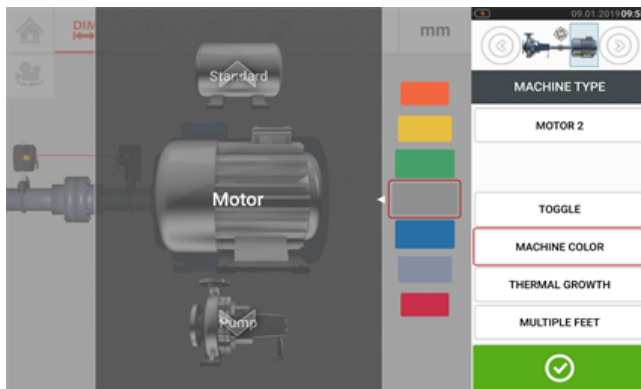 DIM
mm
Standard
Motor
Pump
09.01.2019 09:5
MACHINE TYPE
MOTOR 2
TOGGLE
MACHINE COLOR
THERMAL GROWTH
MULTIPLE FEET